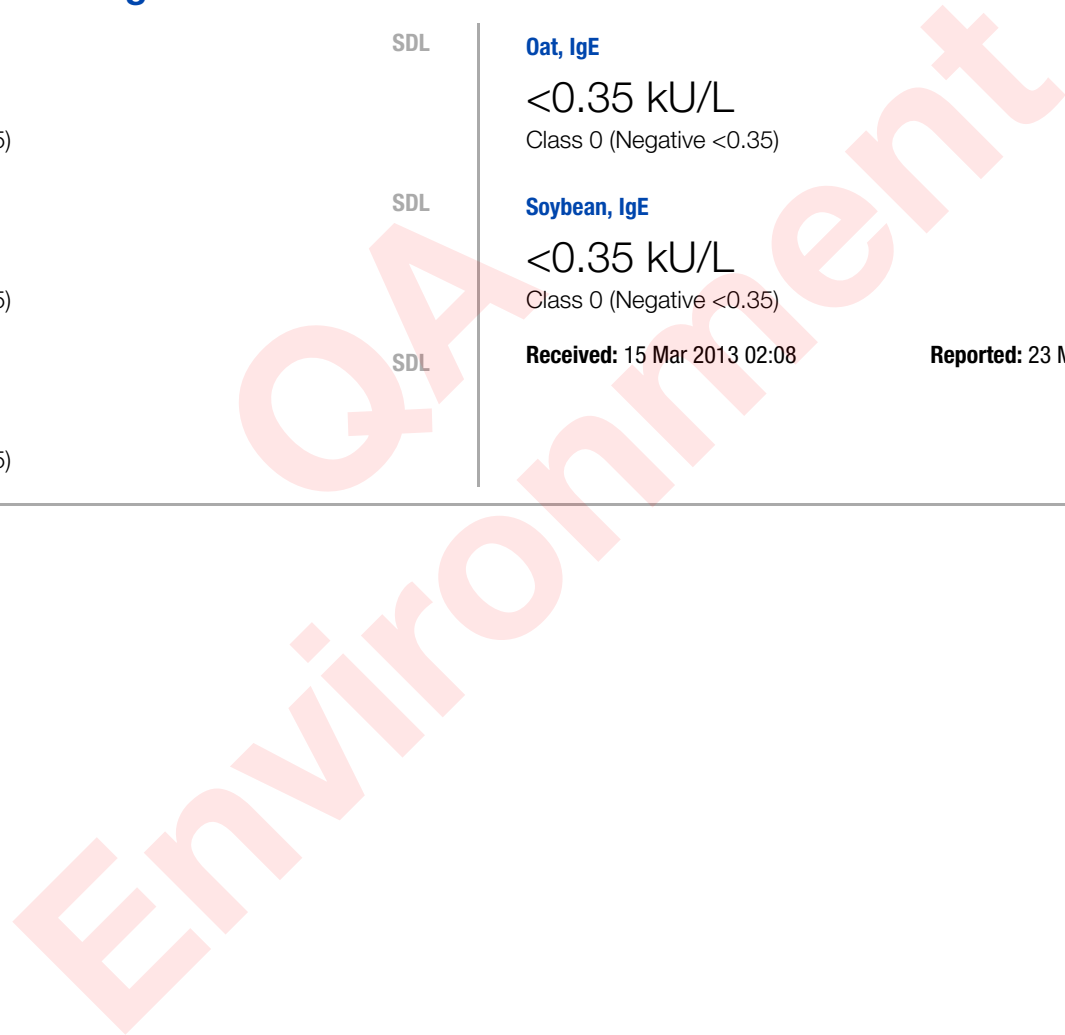 SDL
5)
SDL
5)
SDL
5)
Oat, IgE
<0.35 kU/L
Class 0 (Negative <0.35)
Soybean, IgE
<0.35 kU/L
Class 0 (Negative <0.35)
Received: 15 Mar 2013 02:08 Reported: 23 M
QA
Environment